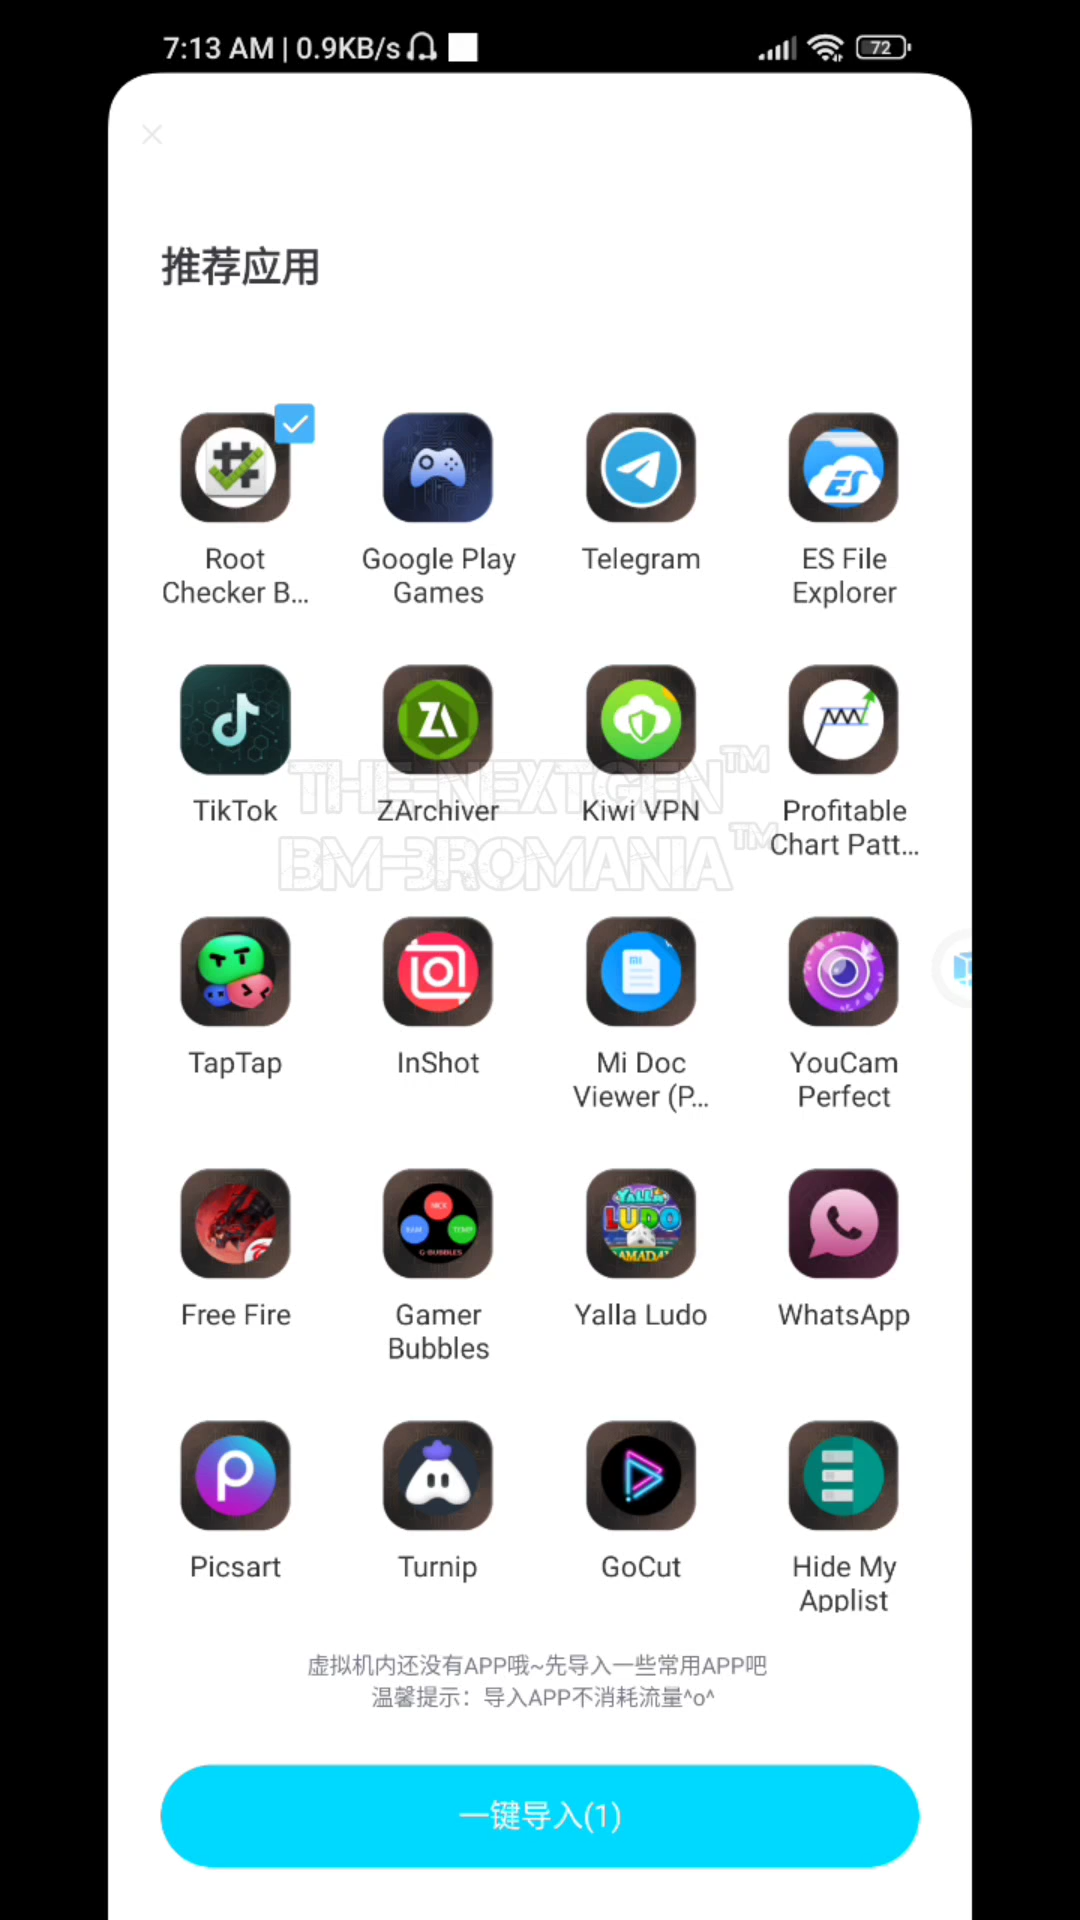 7:13 AM | 0.9KB/s
72
推荐应用
Root
Checker B...
Google Play
Games
Telegram
ES File
Explorer
TikTok
ZArchiver
Kiwi VPN
Profitable
Chart Patt...
THE-NEXTGEN™
BM-BROMANIA™
TapTap
InShot
Mi Doc
Viewer (P...
YouCam
Perfect
Free Fire
Gamer
Bubbles
Yalla Ludo
WhatsApp
Picsart
Turnip
GoCut
Hide My
Applist
虚拟机内还没有APP哦~先导入一些常用APP吧
温馨提示：导入APP不消耗流量^o^
一键导入(1)